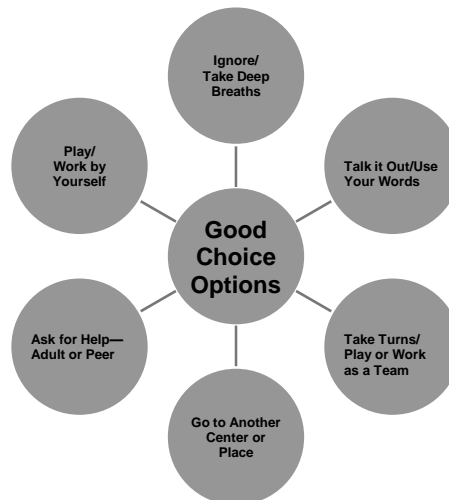 Ignore/
Take Deep
Breaths
Play/
Work by
Yourself
Talk it Out/Use
Your Words
Good
Choice
Options
Ask for Help—
Adult or Peer
Take Turns/
Play or Work
as a Team
Go to Another
Center or
Place